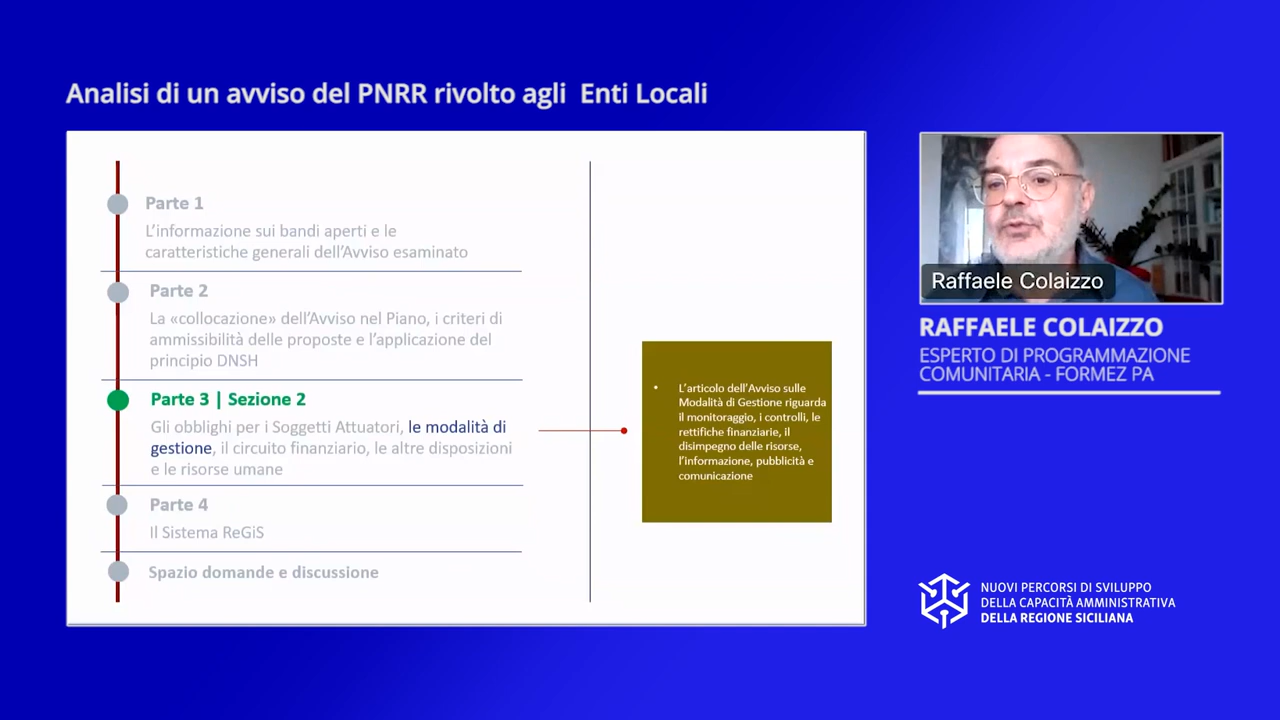 Analisi di un avviso del PNRR rivolto agli Enti Locali
Parte 1
L'informazione sui bandi aperti e le
caratteristiche generali dell'Avviso esaminato
Parte 2
La «collocazione» dell'Avviso nel Piano, i criteri di
ammissibilità delle proposte e l'applicazione del
principio DNSH
Parte 3 | Sezione 2
Gli obblighi per i Soggetti Attuatori, le modalità di
gestione, il circuito finanziario, le altre disposizioni
e le risorse umane
Parte 4
Il Sistema ReGiS
Spazio domande e discussione
• L'articolo dell'Avviso sulle
Modalità di Gestione riguarda
il monitoraggio, i controlli, le
rettifiche finanziarie, il
disimpegno delle risorse,
l'informazione, pubblicità e
comunicazione
Raffaele Colaizzo
RAFFAELE COLAIZZO
ESPERTO DI PROGRAMMAZIONE
COMUNITARIA - FORMEZ PA
NUOVI PERCORSI DI SVILUPPO
DELLA CAPACITÀ AMMINISTRATIVA
DELLA REGIONE SICILIANA